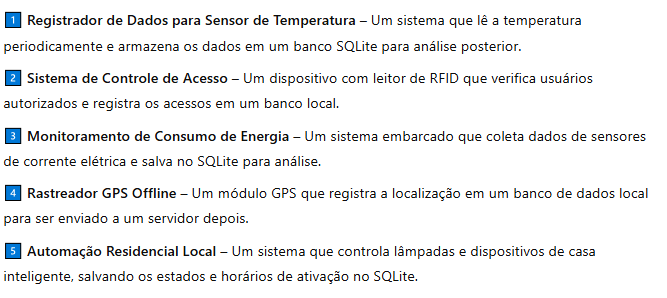 1 Registrador de Dados para Sensor de Temperatura – Um sistema que lê a temperatura
periodicamente e armazena os dados em um banco SQLite para análise posterior.
2 Sistema de Controle de Acesso – Um dispositivo com leitor de RFID que verifica usuários
autorizados e registra os acessos em um banco local.
3 Monitoramento de Consumo de Energia – Um sistema embarcado que coleta dados de sensores
de corrente elétrica e salva no SQLite para análise.
4 Rastreador GPS Offline – Um módulo GPS que registra a localização em um banco de dados local
para ser enviado a um servidor depois.
5 Automação Residencial Local – Um sistema que controla lâmpadas e dispositivos de casa
inteligente, salvando os estados e horários de ativação no SQLite.